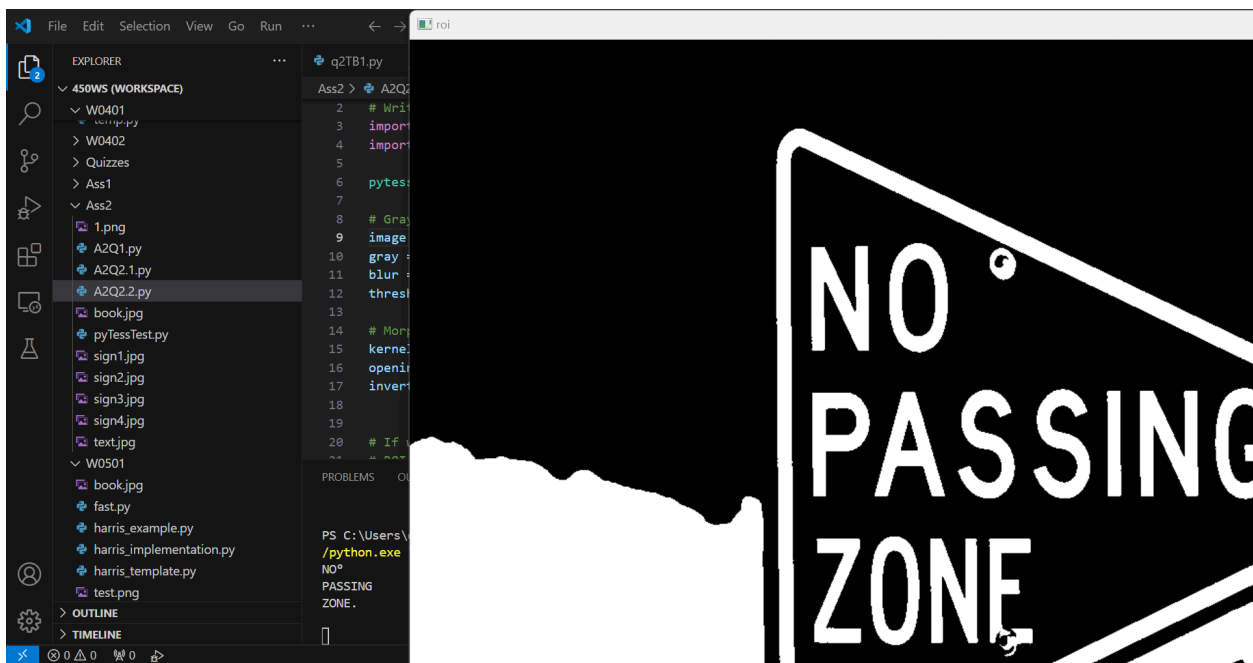 File Edit Selection View Go Run ··· ← →
roi
2
EXPLORER ···
450WS (WORKSPACE)
W0401
temp.py
W0402
Quizzes
Ass1
Ass2
1.png
A2Q1.py
A2Q2.1.py
A2Q2.2.py
book.jpg
pyTessTest.py
sign1.jpg
sign2.jpg
sign3.jpg
sign4.jpg
text.jpg
W0501
book.jpg
fast.py
harris_example.py
harris_implementation.py
harris_template.py
test.png
OUTLINE
TIMELINE
0 0 0
q2TB1.py
Ass2 > A2Q2
2 # Writ
3 import
4 import
5
6 pytess
7
8 # Gray
9 image
10 gray =
11 blur =
12 thresh
13
14 # Morp
15 kernel
16 openin
17 invert
18
19
20 # If w
21 # ROI
PROBLEMS OU
PS C:\Users\
/python.exe
NO°
PASSING
ZONE.
NO
PASSING
ZONE